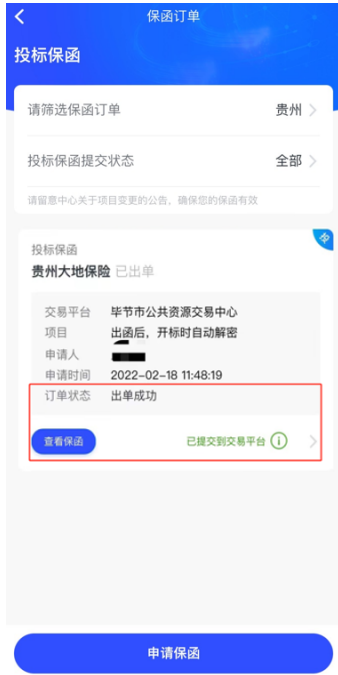 保函订单
投标保函
请筛选保函订单 贵州
投标保函提交状态 全部
请留意中心关于项目变更的公告，确保您的保函有效
投标保函
贵州大地保险 已出单
交易平台 毕节市公共资源交易中心
项目 出函后，开标时自动解密
申请人
申请时间 2022-02-18 11:48:19
订单状态 出单成功
查看保函 已提交到交易平台
申请保函